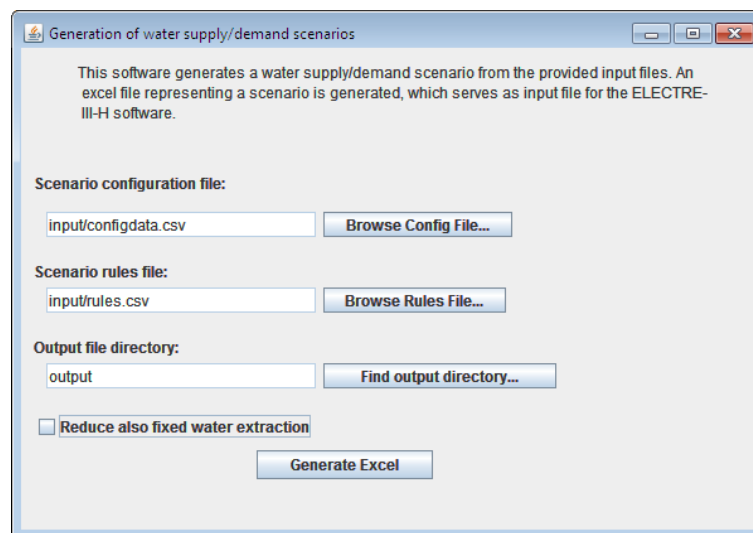 Generation of water supply/demand scenarios
This software generates a water supply/demand scenario from the provided input files. An
excel file representing a scenario is generated, which serves as input file for the ELECTRE-
III-H software.
Scenario configuration file:
input/configdata.csv Browse Config File...
Scenario rules file:
input/rules.csv Browse Rules File...
Output file directory:
output Find output directory...
Reduce also fixed water extraction
Generate Excel